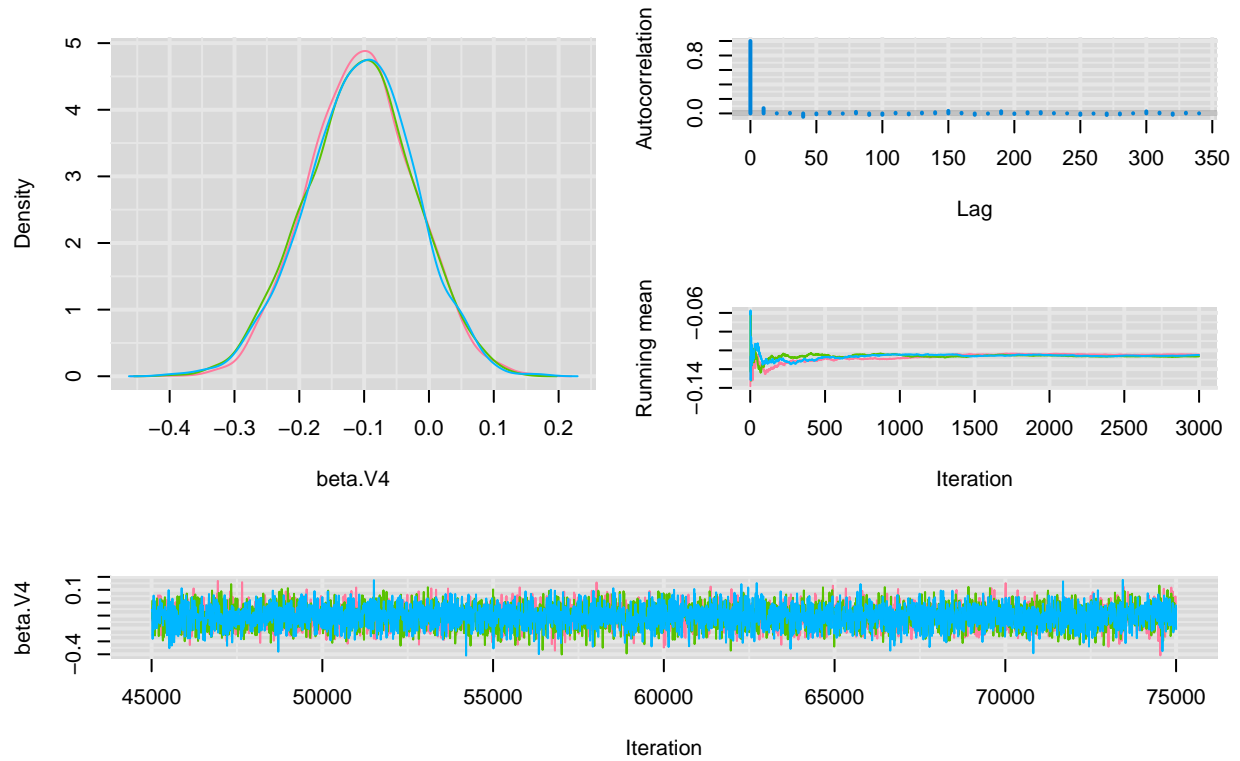 Density
5
4
3
2
1
0
−0.4 −0.3 −0.2 −0.1 0.0 0.1 0.2
beta.V4
Autocorrelation
0.8
0.0
0 50 100 150 200 250 300 350
Lag
Running mean
−0.06
−0.14
0 500 1000 1500 2000 2500 3000
Iteration
beta.V4
0.1
−0.4
45000 50000 55000 60000 65000 70000 75000
Iteration